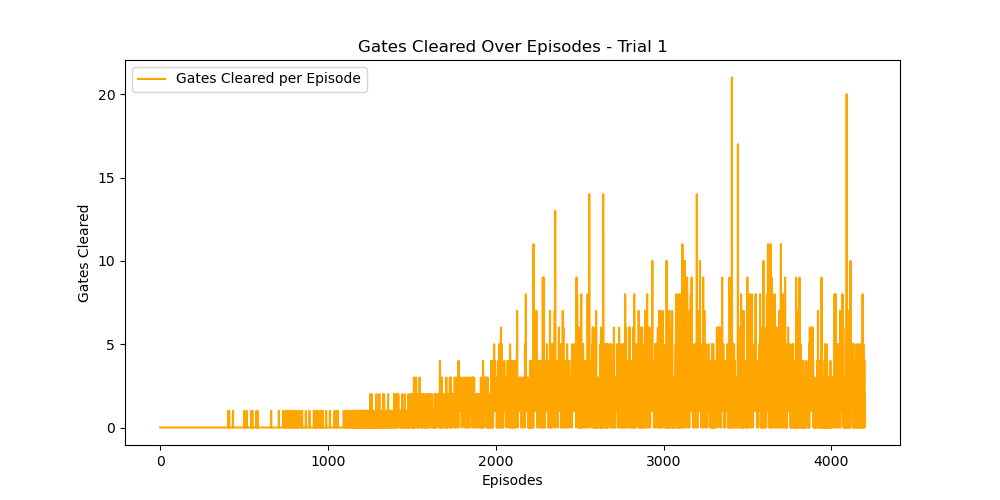 Gates Cleared Over Episodes - Trial 1
Gates Cleared per Episode
20
15
10
5
0
Gates Cleared
0 1000 2000 3000 4000
Episodes